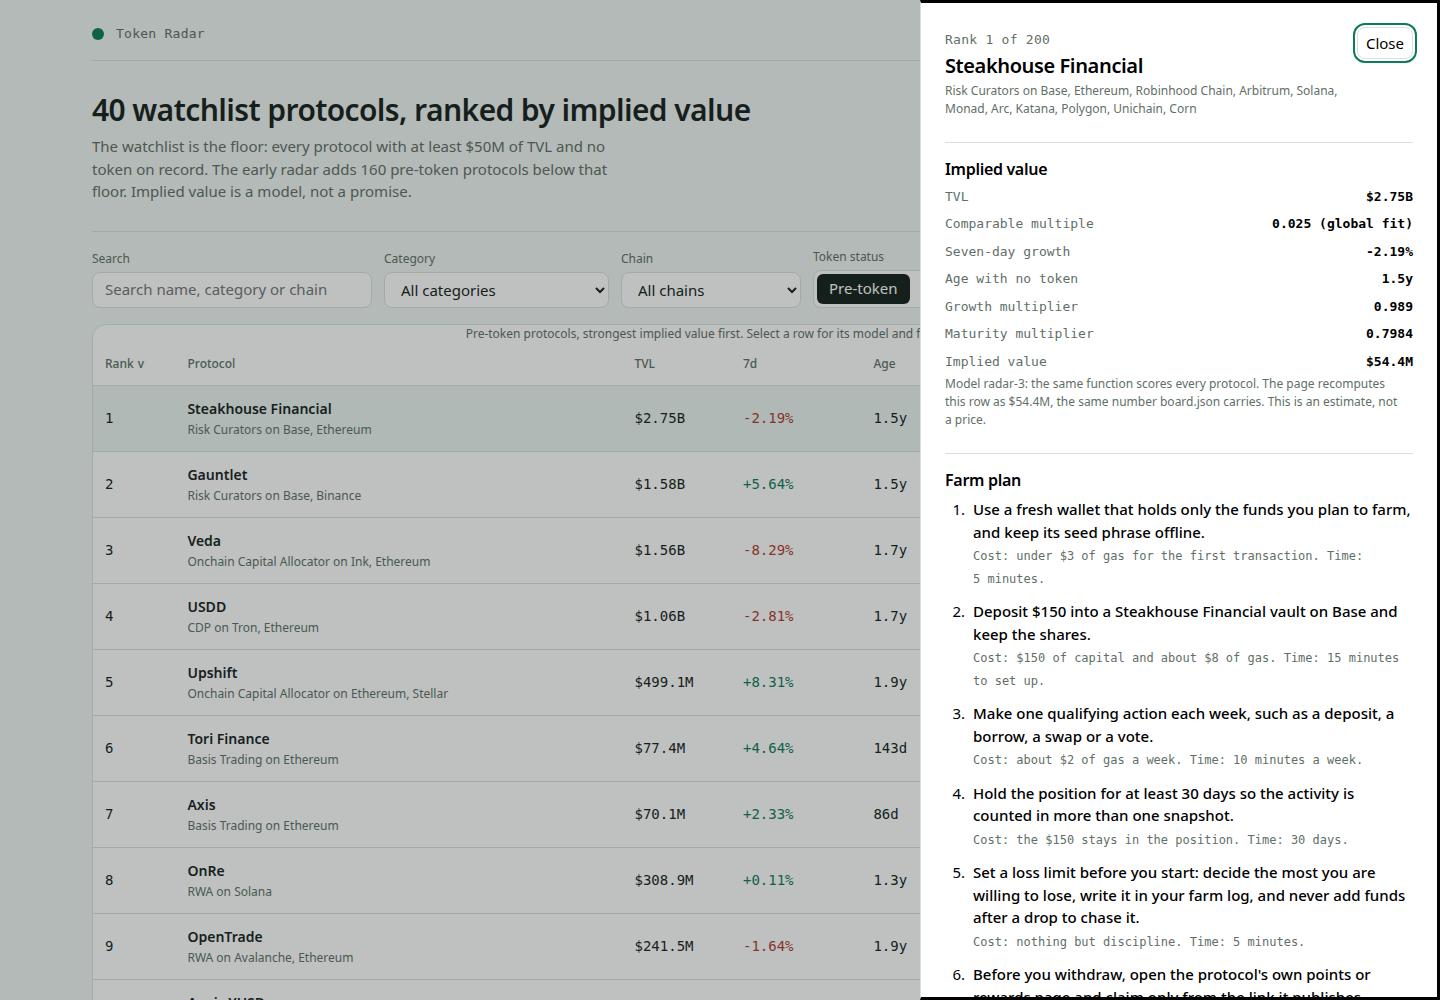 Token Radar
40 watchlist protocols, ranked by implied value
The watchlist is the floor: every protocol with at least $50M of TVL and no
token on record. The early radar adds 160 pre-token protocols below that
floor. Implied value is a model, not a promise.
Search
Category
Chain
Token status
Search name, category or chain
All categories
All chains
Pre-token
Pre-token protocols, strongest implied value first. Select a row for its model and f
Rank v
Protocol
TVL
7d
Age
1
Steakhouse Financial
Risk Curators on Base, Ethereum
$2.75B
-2.19%
1.5y
2
Gauntlet
Risk Curators on Base, Binance
$1.58B
+5.64%
1.5y
3
Veda
Onchain Capital Allocator on Ink, Ethereum
$1.56B
-8.29%
1.7y
4
USDD
CDP on Tron, Ethereum
$1.06B
-2.81%
1.7y
5
Upshift
Onchain Capital Allocator on Ethereum, Stellar
$499.1M
+8.31%
1.9y
6
Tori Finance
Basis Trading on Ethereum
$77.4M
+4.64%
143d
7
Axis
Basis Trading on Ethereum
$70.1M
+2.33%
86d
8
OnRe
RWA on Solana
$308.9M
+0.11%
1.3y
9
OpenTrade
RWA on Avalanche, Ethereum
$241.5M
-1.64%
1.9y
Rank 1 of 200
Close
Steakhouse Financial
Risk Curators on Base, Ethereum, Robinhood Chain, Arbitrum, Solana,
Monad, Arc, Katana, Polygon, Unichain, Corn
Implied value
TVL
$2.75B
Comparable multiple
0.025 (global fit)
Seven-day growth
-2.19%
Age with no token
1.5y
Growth multiplier
0.989
Maturity multiplier
0.7984
Implied value
$54.4M
Model radar-3: the same function scores every protocol. The page recomputes
this row as $54.4M, the same number board.json carries. This is an estimate, not
a price.
Farm plan
1. Use a fresh wallet that holds only the funds you plan to farm,
and keep its seed phrase offline.
Cost: under $3 of gas for the first transaction. Time:
5 minutes.
2. Deposit $150 into a Steakhouse Financial vault on Base and
keep the shares.
Cost: $150 of capital and about $8 of gas. Time: 15 minutes
to set up.
3. Make one qualifying action each week, such as a deposit, a
borrow, a swap or a vote.
Cost: about $2 of gas a week. Time: 10 minutes a week.
4. Hold the position for at least 30 days so the activity is
counted in more than one snapshot.
Cost: the $150 stays in the position. Time: 30 days.
5. Set a loss limit before you start: decide the most you are
willing to lose, write it in your farm log, and never add funds
after a drop to chase it.
Cost: nothing but discipline. Time: 5 minutes.
6. Before you withdraw, open the protocol's own points or
rewards page and claim only from the link it publishes.